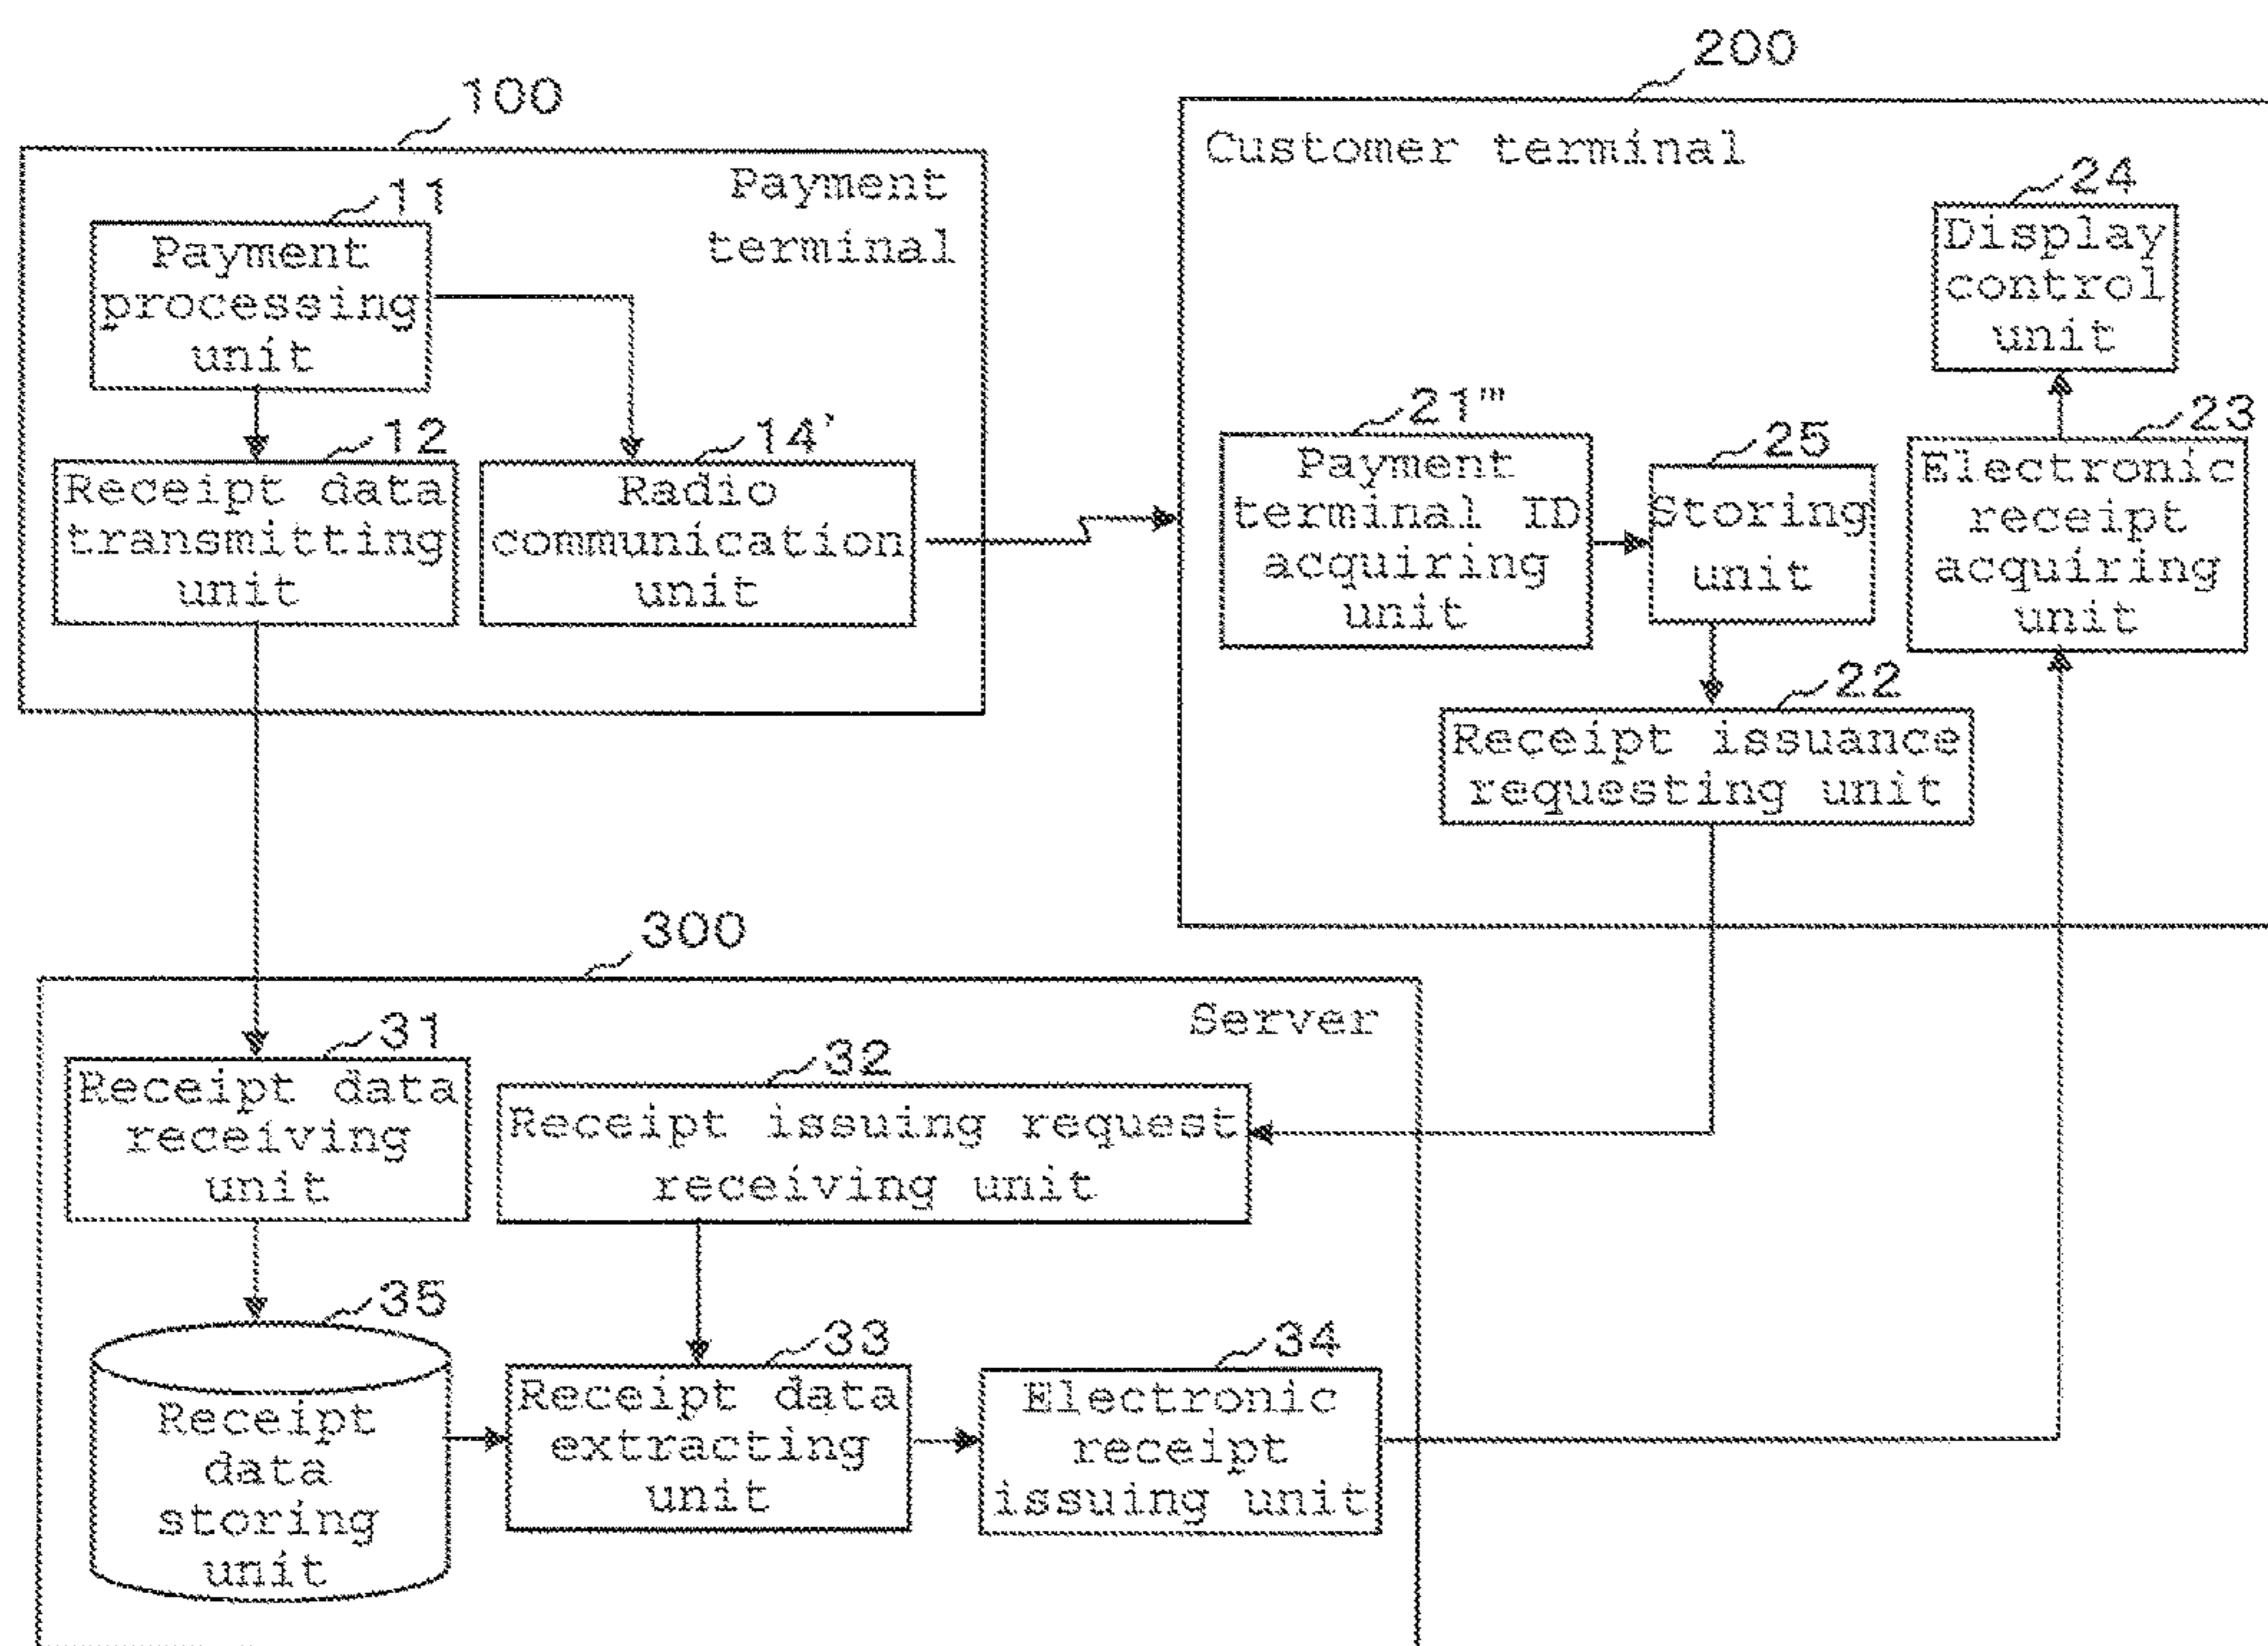 100
Payment
terminal
11
Payment
processing
unit
12
Receipt data
transmitting
unit
14'
Radio
communication
unit
200
Customer terminal
24
Display
control
unit
21'''
Payment
terminal ID
acquiring
unit
25
Storing
unit
23
Electronic
receipt
acquiring
unit
22
Receipt issuance
requesting unit
300
Server
31
Receipt data
receiving
unit
32
Receipt issuing request
receiving unit
35
Receipt
data
storing
unit
33
Receipt data
extracting
unit
34
Electronic
receipt
issuing unit